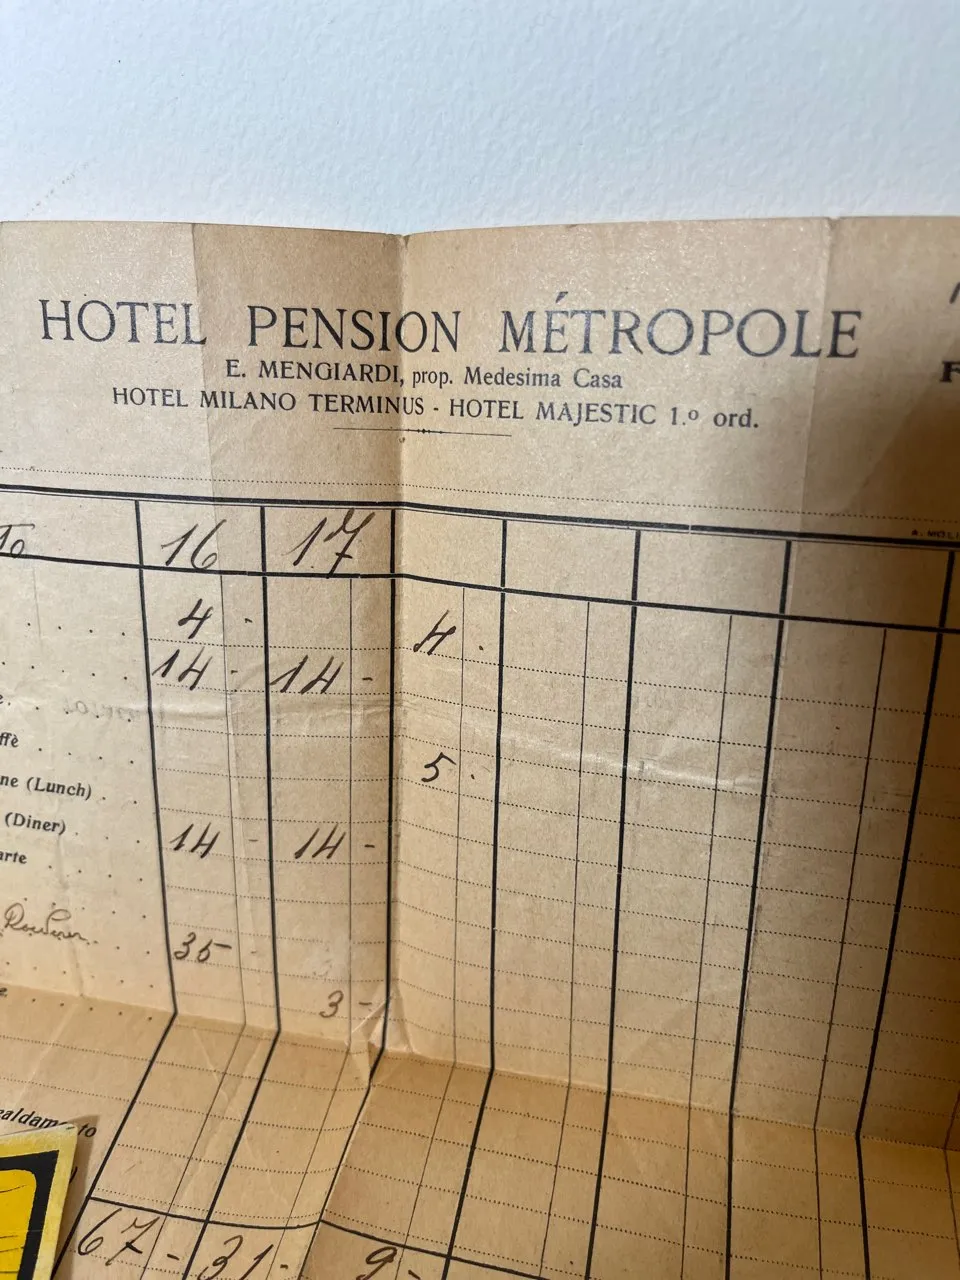 HOTEL PENSION MÉTROPOLE
E. MENGIARDI, prop. Medesima Casa
HOTEL MILANO TERMINUS - HOTEL MAJESTIC 1.º ord.
F
16 17
4 - 4 .
14 - 14 -
ffè
5 .
ne (Lunch)
(Diner)
14 - 14 -
arte
35 -
3 -
67 - 31 - 9 -